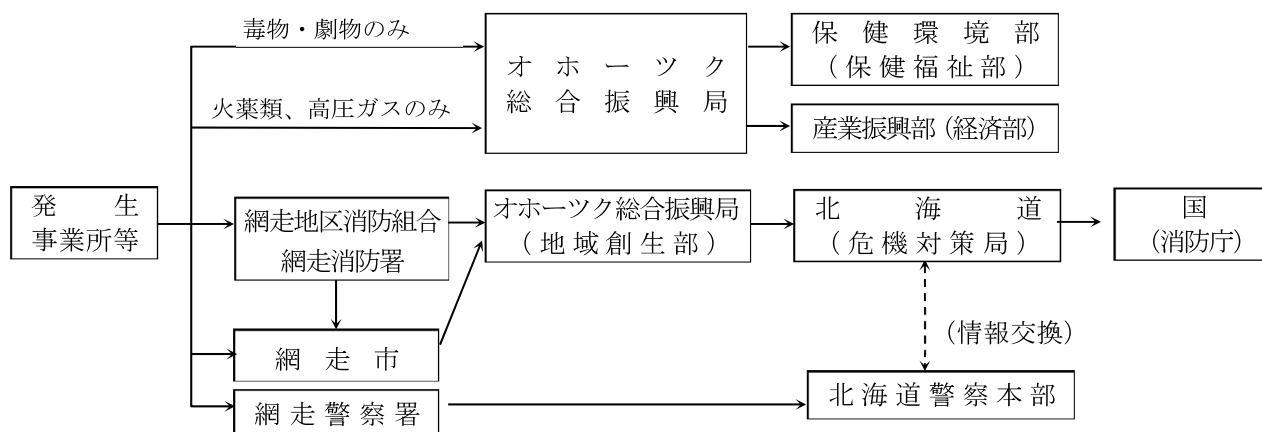 毒物・劇物のみ
オホーツク
総合振興局
保健環境部
（保健福祉部）
火薬類、高圧ガスのみ
産業振興部（経済部）
発生
事業所等
網走地区消防組合
網走消防署
オホーツク総合振興局
（地域創生部）
北海道
（危機対策局）
国
（消防庁）
網走市
（情報交換）
網走警察署
北海道警察本部